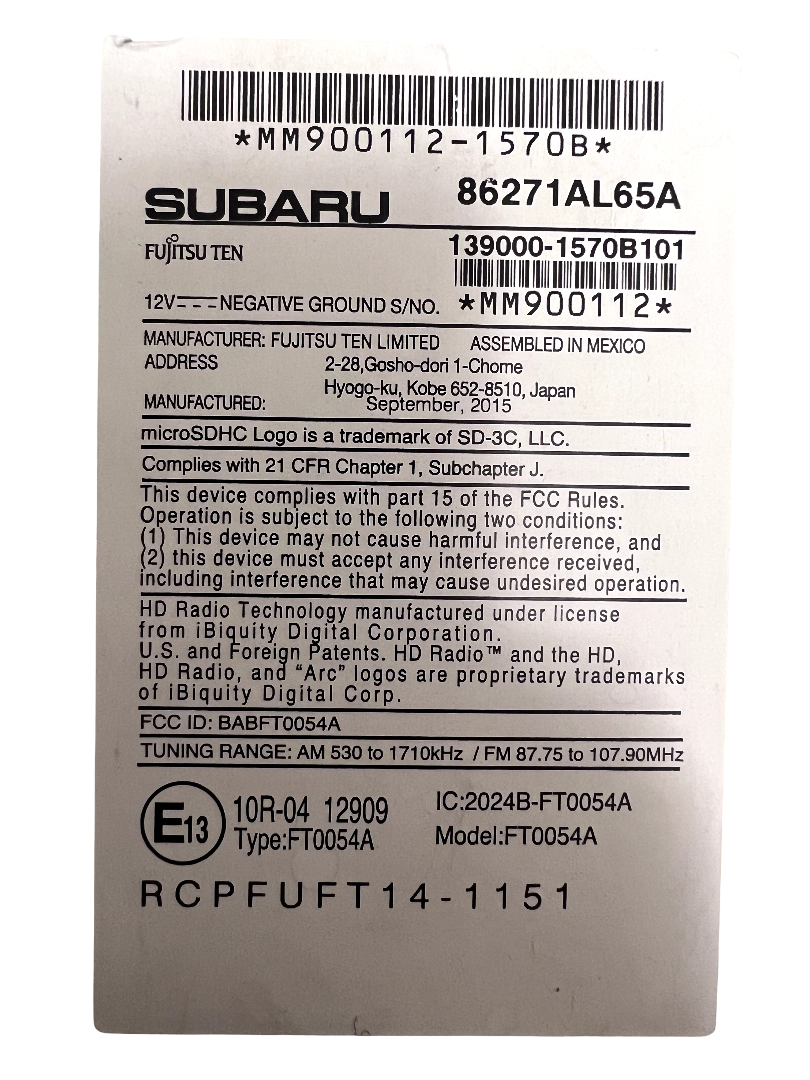 *MM900112-1570B*
SUBARU 86271AL65A
FUJITSU TEN 139000-1570B101
12V NEGATIVE GROUND S/NO. *MM900112*
MANUFACTURER: FUJITSU TEN LIMITED ASSEMBLED IN MEXICO
ADDRESS 2-28,Gosho-dori 1-Chome
Hyogo-ku, Kobe 652-8510, Japan
MANUFACTURED: September, 2015
microSDHC Logo is a trademark of SD-3C, LLC.
Complies with 21 CFR Chapter 1, Subchapter J.
This device complies with part 15 of the FCC Rules.
Operation is subject to the following two conditions:
(1) This device may not cause harmful interference, and
(2) this device must accept any interference received,
including interference that may cause undesired operation.
HD Radio Technology manufactured under license
from iBiquity Digital Corporation.
U.S. and Foreign Patents. HD Radio™ and the HD,
HD Radio, and “Arc” logos are proprietary trademarks
of iBiquity Digital Corp.
FCC ID: BABFT0054A
TUNING RANGE: AM 530 to 1710kHz / FM 87.75 to 107.90MHz
E13 10R-04 12909 IC:2024B-FT0054A
Type:FT0054A Model:FT0054A
RCPFUFT14-1151